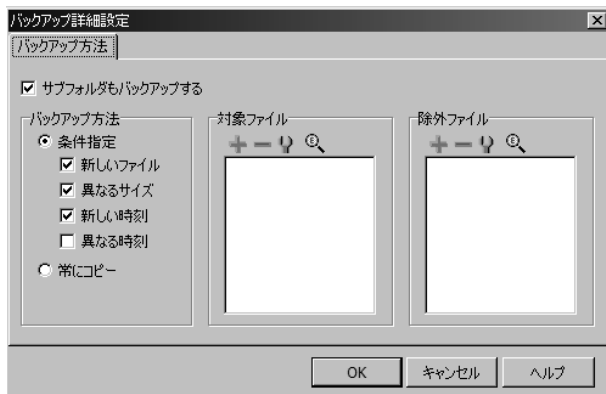 バックアップ詳細設定
バックアップ方法
サブフォルダもバックアップする
バックアップ方法
条件指定
新しいファイル
異なるサイズ
新しい時刻
異なる時刻
常にコピー
対象ファイル
除外ファイル
OK
キャンセル
ヘルプ